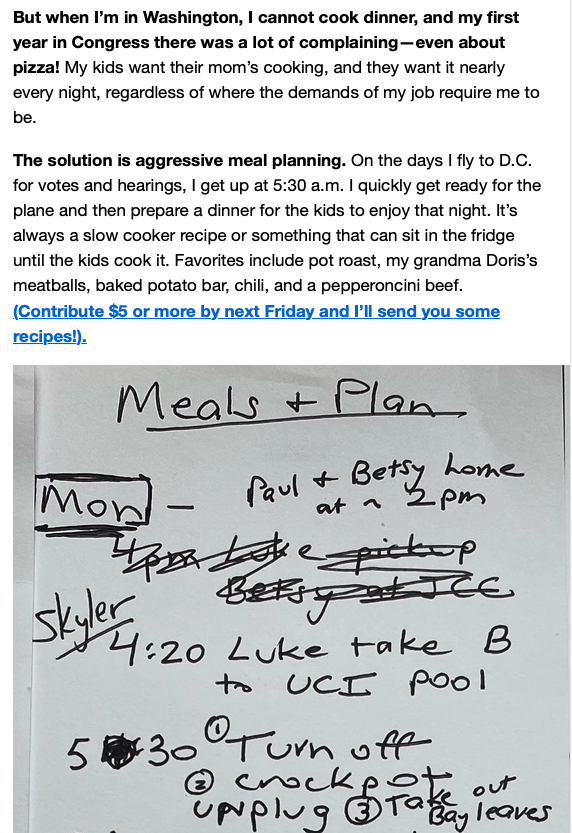 But when I'm in Washington, I cannot cook dinner, and my first
year in Congress there was a lot of complaining—even about
pizza! My kids want their mom's cooking, and they want it nearly
every night, regardless of where the demands of my job require me to
be.
The solution is aggressive meal planning. On the days I fly to D.C.
for votes and hearings, I get up at 5:30 a.m. I quickly get ready for the
plane and then prepare a dinner for the kids to enjoy that night. It's
always a slow cooker recipe or something that can sit in the fridge
until the kids cook it. Favorites include pot roast, my grandma Doris's
meatballs, baked potato bar, chili, and a pepperoncini beef.
(Contribute $5 or more by next Friday and I'll send you some
recipes!).
Meals + Plan
Mon - Paul + Betsy home
at ~ 2pm
4pm Luke pickup
Betsy at JCC
Skyler
4:20 Luke take B
to UCI pool
5 30 ① Turn off
② crockpot
unplug ③ Take out
Bay leaves